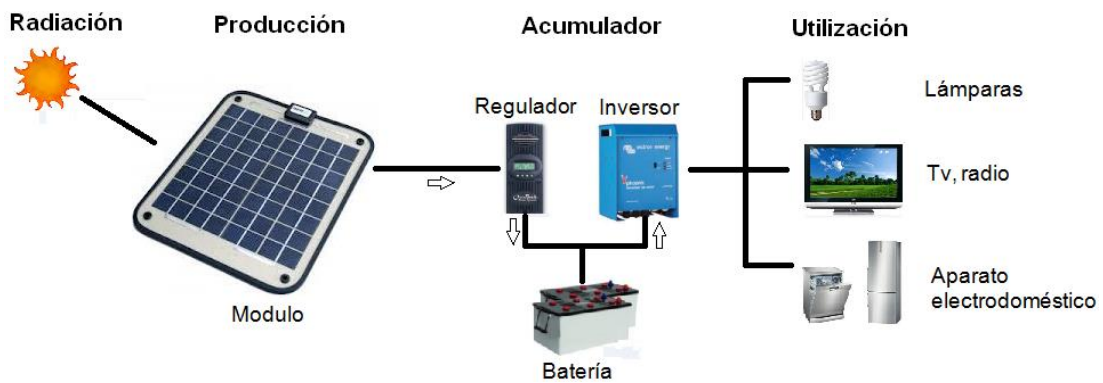 Radiación
Producción
Acumulador
Utilización
Regulador
Inversor
Lámparas
Tv, radio
Aparato
electrodoméstico
Modulo
Batería